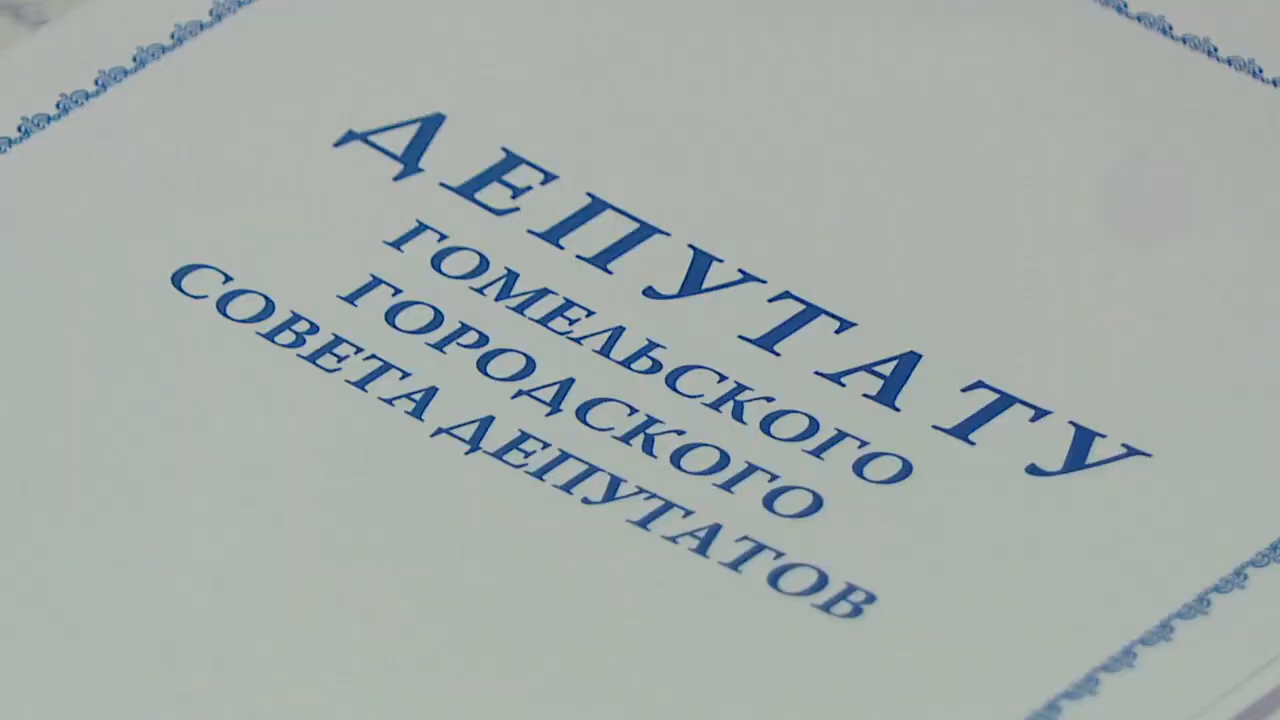 ДЕПУТАТУ
ГОМЕЛЬСКОГО
ГОРОДСКОГО
СОВЕТА ДЕПУТАТОВ